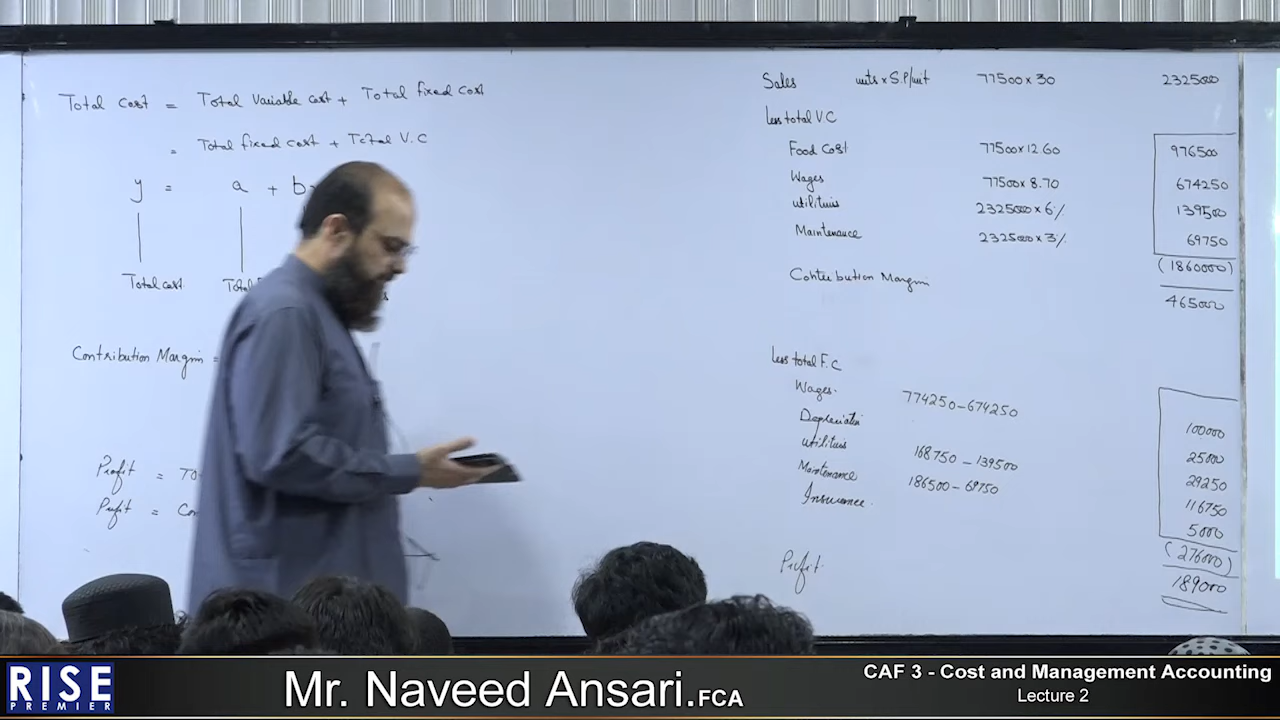 Total cost = Total Variable cost + Total fixed cost
= Total fixed cost + Total V.C
y = a + b
Total cost Total
Contribution Margin =
Profit = To
Profit = Co
Sales units x S.P/unit 77500 x 30 2325000
Less total V.C
Food Cost 77500 x 12.60 976500
Wages 77500 x 8.70 674250
utilities 2325000 x 6% 139500
Maintenance 2325000 x 3% 69750
(1860000)
Contribution Margin 465000
Less total F.C
Wages. 774250 - 674250 100000
Depreciation 25000
utilities 168750 - 139500 29250
Maintenance 186500 - 69750 116750
Insurance. 5000
(276000)
Profit. 189000
RISE
PREMIER
Mr. Naveed Ansari.FCA
CAF 3 - Cost and Management Accounting
Lecture 2